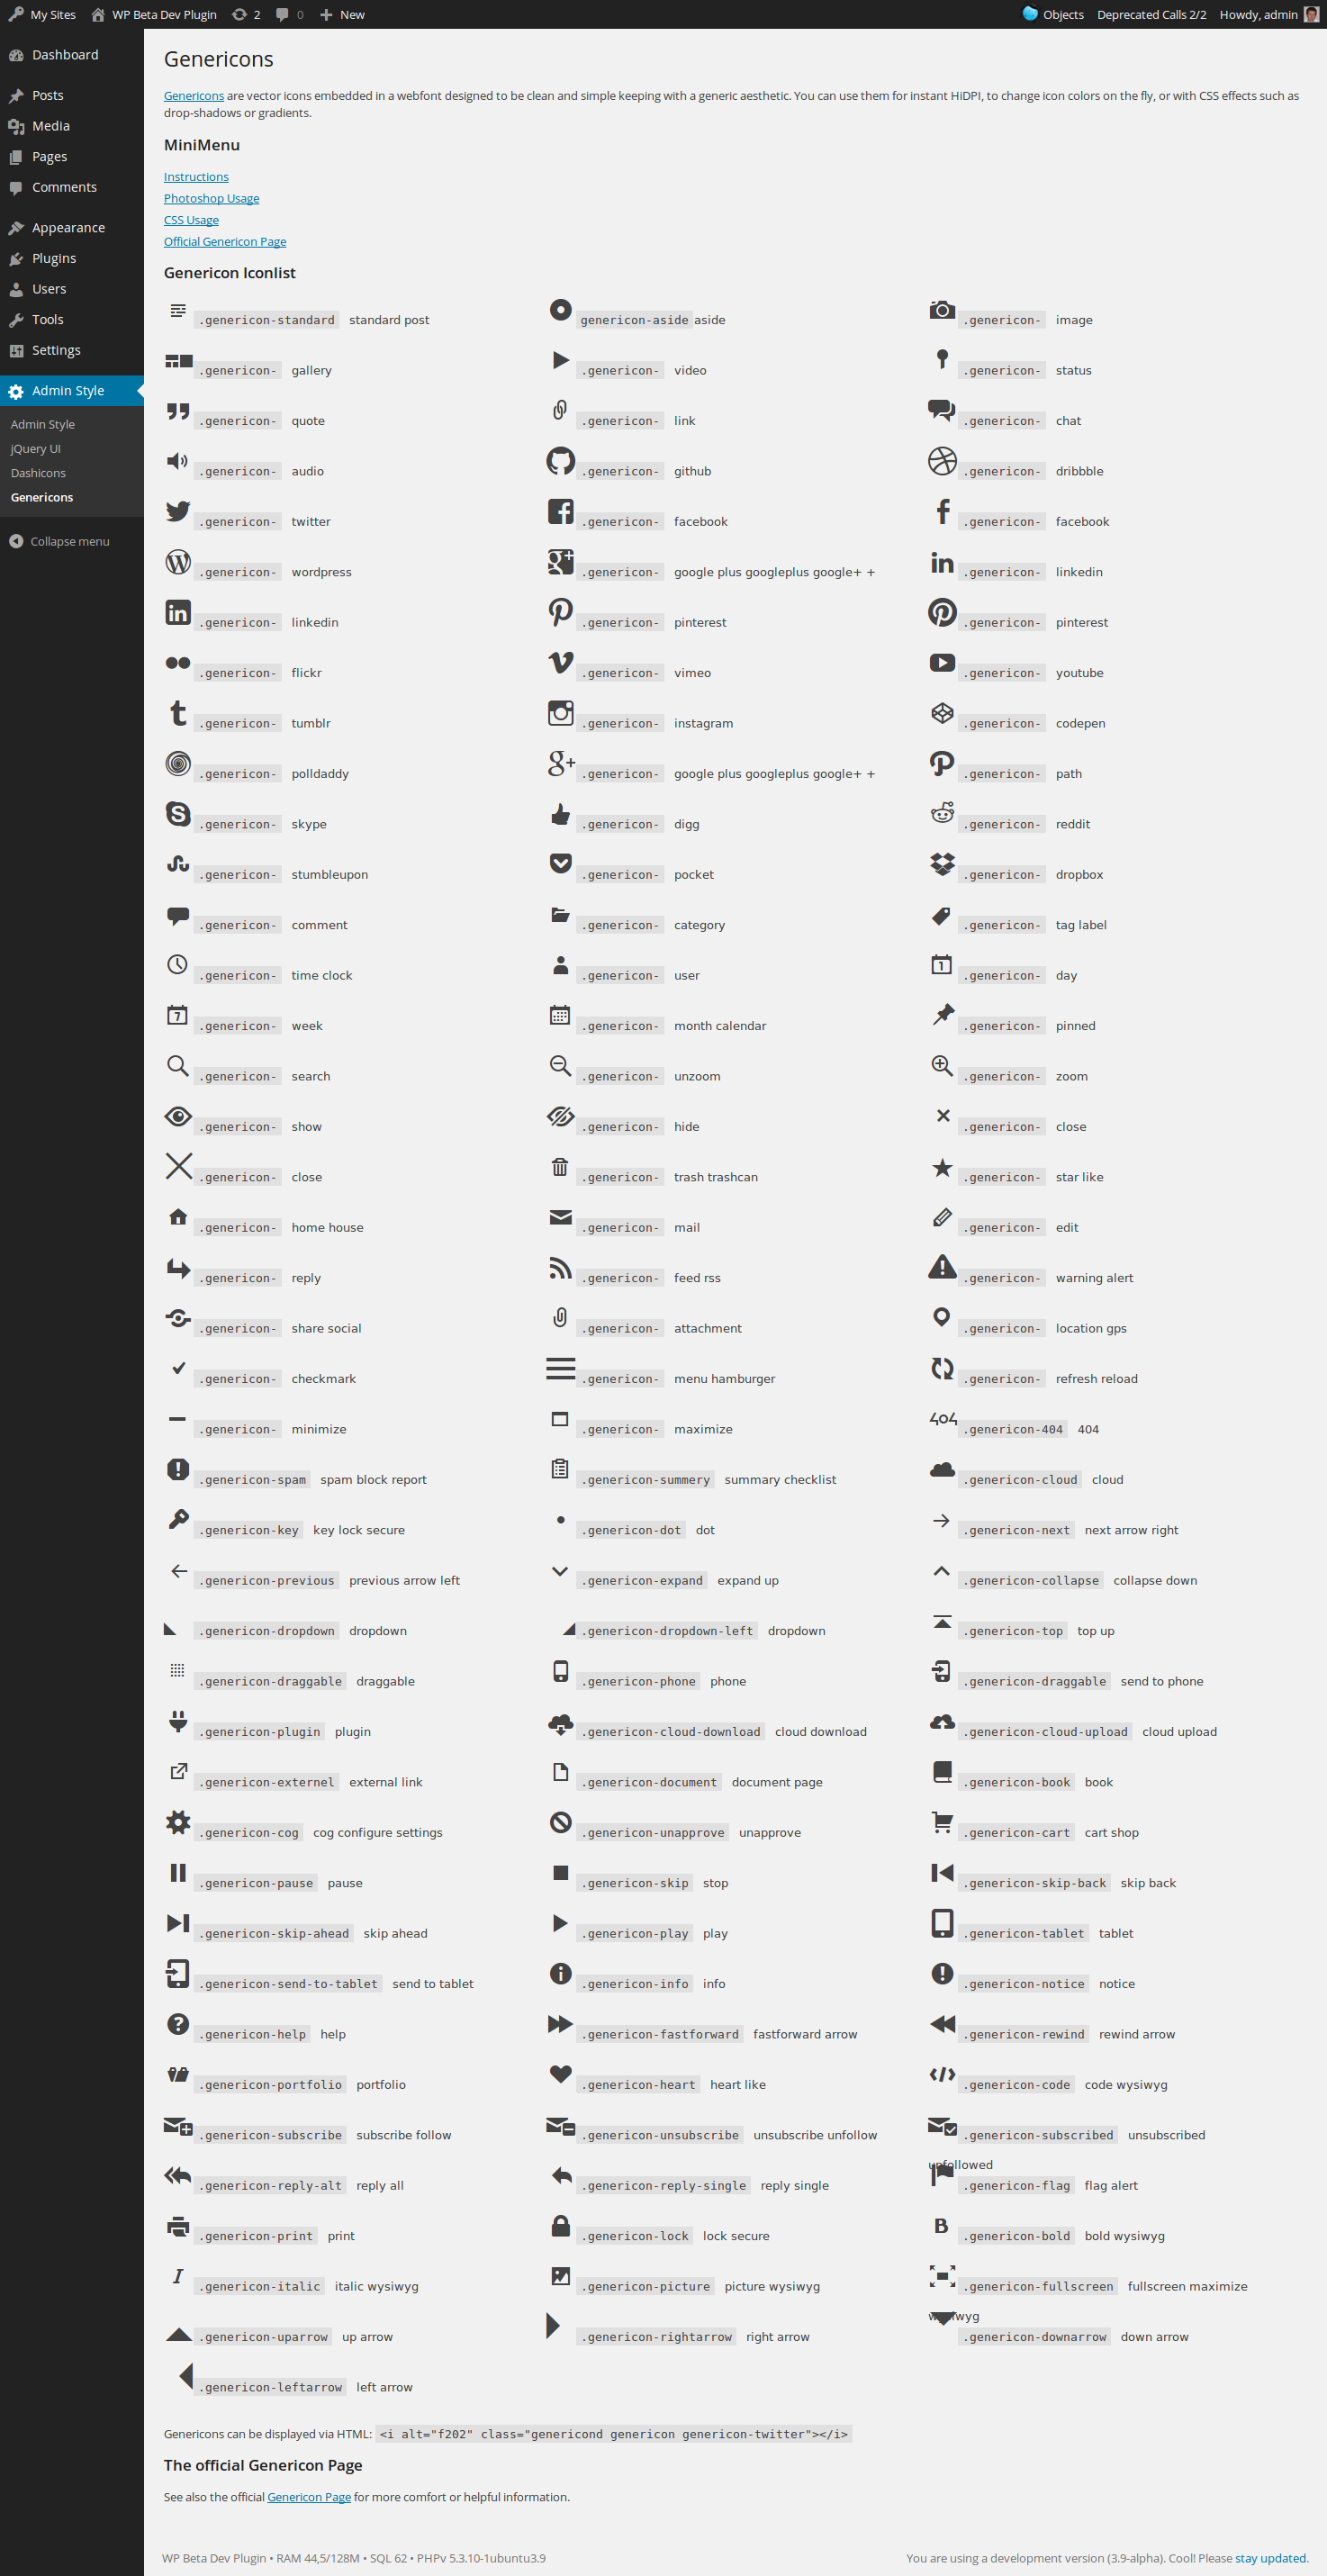 My Sites WP Beta Dev Plugin 2 0 New Objects Deprecated Calls 2/2 Howdy, admin
Dashboard
Posts
Media
Pages
Comments
Appearance
Plugins
Users
Tools
Settings
Admin Style
Admin Style
jQuery UI
Dashicons
Genericons
Collapse menu
Genericons
Genericons are vector icons embedded in a webfont designed to be clean and simple keeping with a generic aesthetic. You can use them for instant HiDPI, to change icon colors on the fly, or with CSS effects such as
drop-shadows or gradients.
MiniMenu
Instructions
Photoshop Usage
CSS Usage
Official Genericon Page
Genericon Iconlist
.genericon-standard standard post genericon-aside aside .genericon- image
.genericon- gallery .genericon- video .genericon- status
.genericon- quote .genericon- link .genericon- chat
.genericon- audio .genericon- github .genericon- dribbble
.genericon- twitter .genericon- facebook .genericon- facebook
.genericon- wordpress .genericon- google plus googleplus google+ + .genericon- linkedin
.genericon- linkedin .genericon- pinterest .genericon- pinterest
.genericon- flickr .genericon- vimeo .genericon- youtube
.genericon- tumblr .genericon- instagram .genericon- codepen
.genericon- polldaddy .genericon- google plus googleplus google+ + .genericon- path
.genericon- skype .genericon- digg .genericon- reddit
.genericon- stumbleupon .genericon- pocket .genericon- dropbox
.genericon- comment .genericon- category .genericon- tag label
.genericon- time clock .genericon- user .genericon- day
.genericon- week .genericon- month calendar .genericon- pinned
.genericon- search .genericon- unzoom .genericon- zoom
.genericon- show .genericon- hide .genericon- close
.genericon- close .genericon- trash trashcan .genericon- star like
.genericon- home house .genericon- mail .genericon- edit
.genericon- reply .genericon- feed rss .genericon- warning alert
.genericon- share social .genericon- attachment .genericon- location gps
.genericon- checkmark .genericon- menu hamburger .genericon- refresh reload
.genericon- minimize .genericon- maximize 404 .genericon-404 404
.genericon-spam spam block report .genericon-summery summary checklist .genericon-cloud cloud
.genericon-key key lock secure .genericon-dot dot .genericon-next next arrow right
.genericon-previous previous arrow left .genericon-expand expand up .genericon-collapse collapse down
.genericon-dropdown dropdown .genericon-dropdown-left dropdown .genericon-top top up
.genericon-draggable draggable .genericon-phone phone .genericon-draggable send to phone
.genericon-plugin plugin .genericon-cloud-download cloud download .genericon-cloud-upload cloud upload
.genericon-externel external link .genericon-document document page .genericon-book book
.genericon-cog cog configure settings .genericon-unapprove unapprove .genericon-cart cart shop
.genericon-pause pause .genericon-skip stop .genericon-skip-back skip back
.genericon-skip-ahead skip ahead .genericon-play play .genericon-tablet tablet
.genericon-send-to-tablet send to tablet .genericon-info info .genericon-notice notice
.genericon-help help .genericon-fastforward fastforward arrow .genericon-rewind rewind arrow
.genericon-portfolio portfolio .genericon-heart heart like .genericon-code code wysiwyg
.genericon-subscribe subscribe follow .genericon-unsubscribe unsubscribe unfollow .genericon-subscribed unsubscribed
unfollowed
.genericon-reply-alt reply all .genericon-reply-single reply single .genericon-flag flag alert
.genericon-print print .genericon-lock lock secure B .genericon-bold bold wysiwyg
I .genericon-italic italic wysiwyg .genericon-picture picture wysiwyg .genericon-fullscreen fullscreen maximize
wysiwyg
.genericon-uparrow up arrow .genericon-rightarrow right arrow .genericon-downarrow down arrow
.genericon-leftarrow left arrow
Genericons can be displayed via HTML: <i alt="f202" class="genericond genericon genericon-twitter"></i>
The official Genericon Page
See also the official Genericon Page for more comfort or helpful information.
WP Beta Dev Plugin • RAM 44,5/128M • SQL 62 • PHPv 5.3.10-1ubuntu3.9 You are using a development version (3.9-alpha). Cool! Please stay updated.